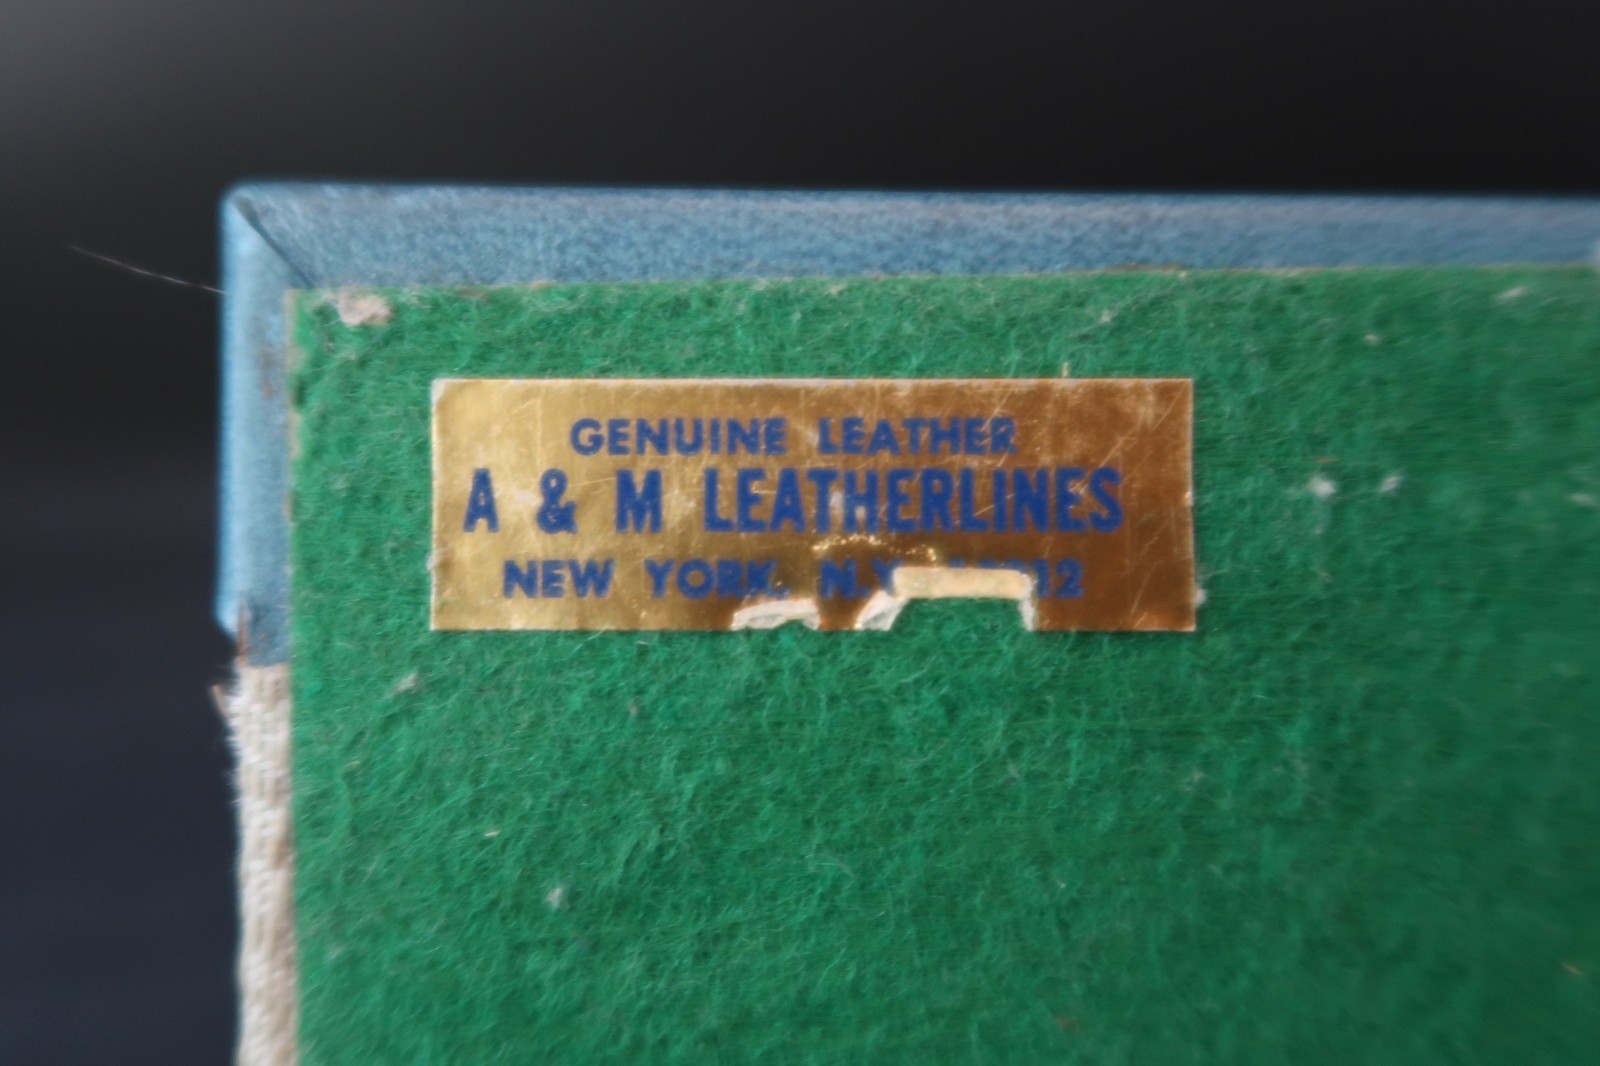 GENUINE LEATHER
A & M LEATHERLINES
NEW YORK, N.Y.